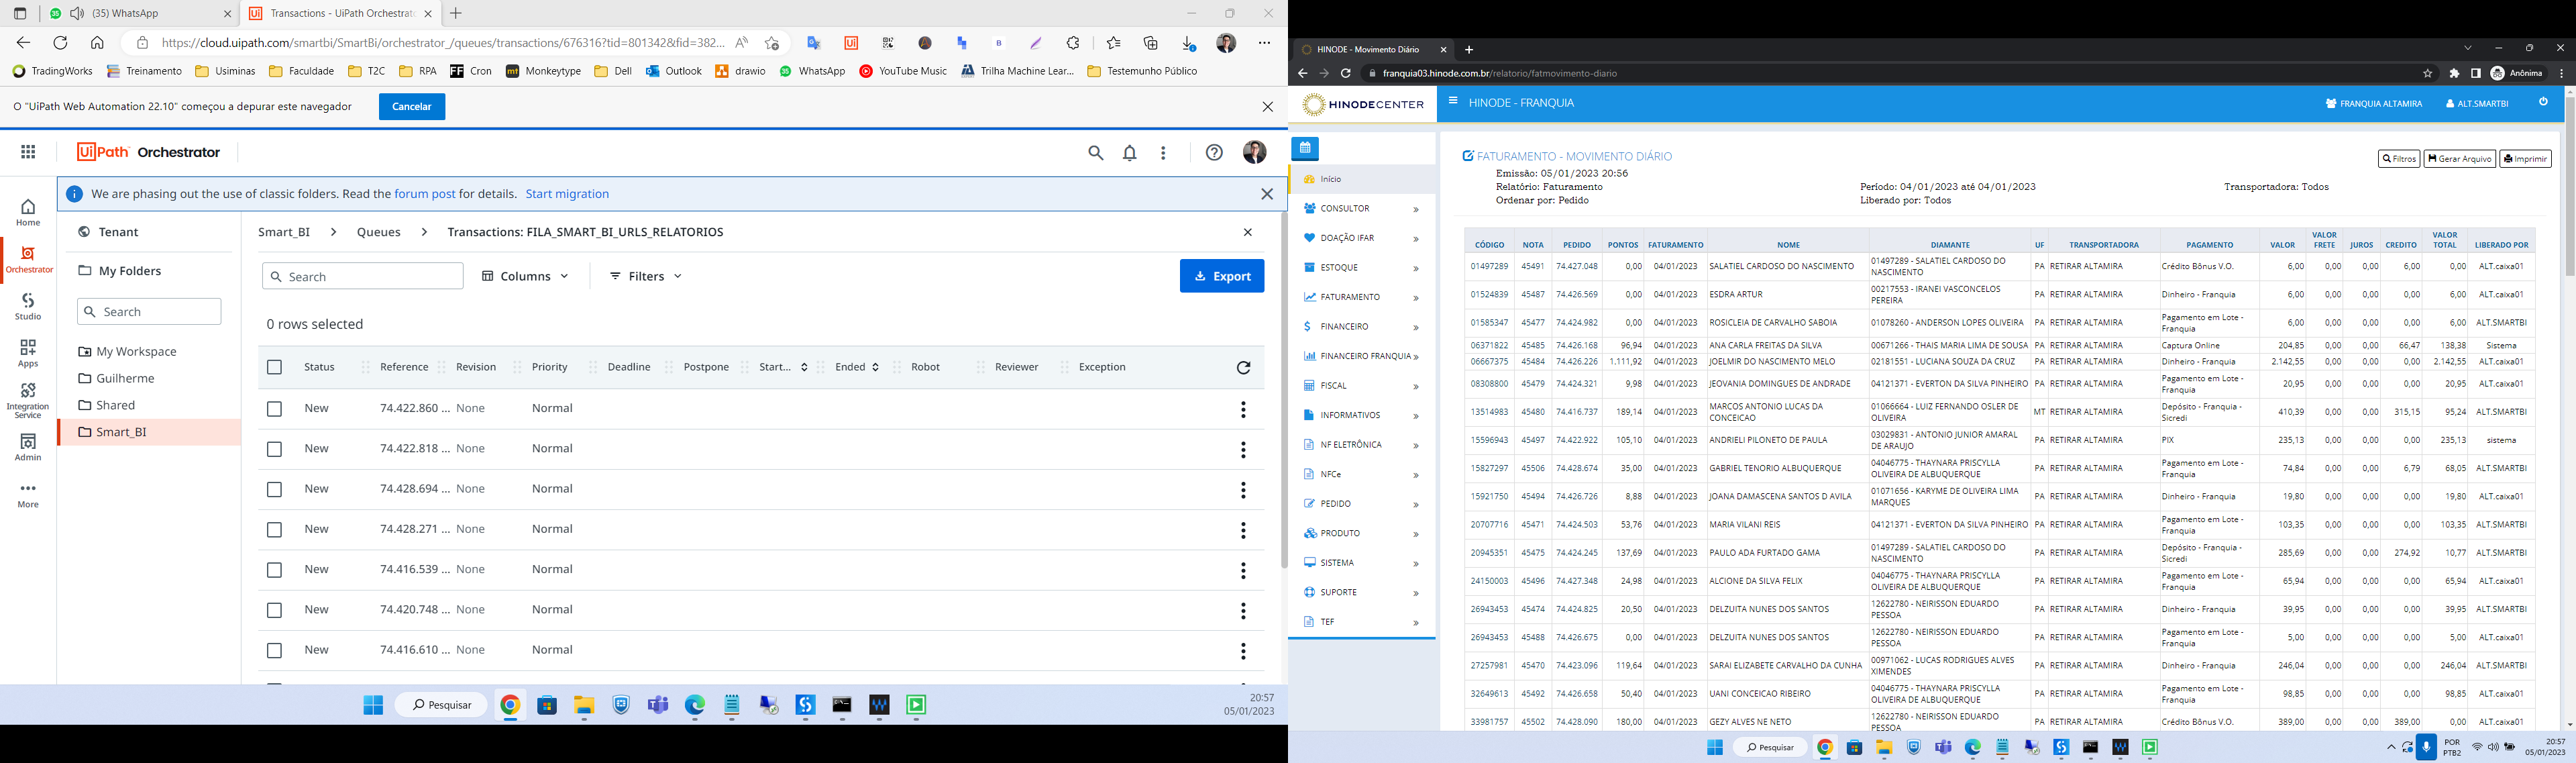 (35) WhatsApp
Transactions - UiPath Orchestrato
https://cloud.uipath.com/smartbi/SmartBi/orchestrator_/queues/transactions/676316?tid=801342&fid=382...
TradingWorks Treinamento Usiminas Faculdade T2C RPA Cron Monkeytype Dell Outlook drawio WhatsApp YouTube Music Trilha Machine Lear... Testemunho Público
O "UiPath Web Automation 22.10" começou a depurar este navegador Cancelar
UiPath Orchestrator
We are phasing out the use of classic folders. Read the forum post for details. Start migration
Home
Orchestrator
Studio
Apps
Integration Service
Admin
More
Tenant
My Folders
Search
My Workspace
Guilherme
Shared
Smart_BI
Smart_BI > Queues > Transactions: FILA_SMART_BI_URLS_RELATORIOS
Search Columns Filters Export
0 rows selected
Status Reference Revision Priority Deadline Postpone Start... Ended Robot Reviewer Exception
New 74.422.860 ... None Normal
New 74.422.818 ... None Normal
New 74.428.694 ... None Normal
New 74.428.271 ... None Normal
New 74.416.539 ... None Normal
New 74.420.748 ... None Normal
New 74.416.610 ... None Normal
Pesquisar
20:57
05/01/2023
HINODE - Movimento Diário
franquia03.hinode.com.br/relatorio/fatmovimento-diario
Anônima
HINODECENTER
HINODE - FRANQUIA
FRANQUIA ALTAMIRA ALT.SMARTBI
Início
CONSULTOR
DOAÇÃO IFAR
ESTOQUE
FATURAMENTO
FINANCEIRO
FINANCEIRO FRANQUIA
FISCAL
INFORMATIVOS
NF ELETRÔNICA
NFCe
PEDIDO
PRODUTO
SISTEMA
SUPORTE
TEF
FATURAMENTO - MOVIMENTO DIÁRIO
Filtros Gerar Arquivo Imprimir
Emissão: 05/01/2023 20:56
Relatório: Faturamento Período: 04/01/2023 até 04/01/2023 Transportadora: Todos
Ordenar por: Pedido Liberado por: Todos
CÓDIGO NOTA PEDIDO PONTOS FATURAMENTO NOME DIAMANTE UF TRANSPORTADORA PAGAMENTO VALOR VALOR FRETE JUROS CREDITO VALOR TOTAL LIBERADO POR
01497289 45491 74.427.048 0,00 04/01/2023 SALATIEL CARDOSO DO NASCIMENTO 01497289 - SALATIEL CARDOSO DO NASCIMENTO PA RETIRAR ALTAMIRA Crédito Bônus V.O. 6,00 0,00 0,00 6,00 0,00 ALT.caixa01
01524839 45487 74.426.569 0,00 04/01/2023 ESDRA ARTUR 00217553 - IRANEI VASCONCELOS PEREIRA PA RETIRAR ALTAMIRA Dinheiro - Franquia 6,00 0,00 0,00 0,00 6,00 ALT.caixa01
01585347 45477 74.424.982 0,00 04/01/2023 ROSICLEIA DE CARVALHO SABOIA 01078260 - ANDERSON LOPES OLIVEIRA PA RETIRAR ALTAMIRA Pagamento em Lote - Franquia 6,00 0,00 0,00 0,00 6,00 ALT.SMARTBI
06371822 45485 74.426.168 96,94 04/01/2023 ANA CARLA FREITAS DA SILVA 00671266 - THAIS MARIA LIMA DE SOUSA PA RETIRAR ALTAMIRA Captura Online 204,85 0,00 0,00 66,47 138,38 Sistema
06667375 45484 74.426.226 1.111,92 04/01/2023 JOELMIR DO NASCIMENTO MELO 02181551 - LUCIANA SOUZA DA CRUZ PA RETIRAR ALTAMIRA Dinheiro - Franquia 2.142,55 0,00 0,00 0,00 2.142,55 ALT.caixa01
08308800 45479 74.424.321 9,98 04/01/2023 JEOVANIA DOMINGUES DE ANDRADE 04121371 - EVERTON DA SILVA PINHEIRO PA RETIRAR ALTAMIRA Pagamento em Lote - Franquia 20,95 0,00 0,00 0,00 20,95 ALT.caixa01
13514983 45480 74.416.737 189,14 04/01/2023 MARCOS ANTONIO LUCAS DA CONCEICAO 01066664 - LUIZ FERNANDO OSLER DE OLIVEIRA MT RETIRAR ALTAMIRA Depósito - Franquia - Sicredi 410,39 0,00 0,00 315,15 95,24 ALT.SMARTBI
15596943 45497 74.422.922 105,10 04/01/2023 ANDRIELI PILONETO DE PAULA 03029831 - ANTONIO JUNIOR AMARAL DE ARAUJO PA RETIRAR ALTAMIRA PIX 235,13 0,00 0,00 0,00 235,13 sistema
15827297 45506 74.428.674 35,00 04/01/2023 GABRIEL TENORIO ALBUQUERQUE 04046775 - THAYNARA PRISCYLLA OLIVEIRA DE ALBUQUERQUE PA RETIRAR ALTAMIRA Pagamento em Lote - Franquia 74,84 0,00 0,00 6,79 68,05 ALT.SMARTBI
15921750 45494 74.426.726 8,88 04/01/2023 JOANA DAMASCENA SANTOS D AVILA 01071656 - KARYME DE OLIVEIRA LIMA MARQUES PA RETIRAR ALTAMIRA Dinheiro - Franquia 19,80 0,00 0,00 0,00 19,80 ALT.caixa01
20707716 45471 74.424.503 53,76 04/01/2023 MARIA VILANI REIS 04121371 - EVERTON DA SILVA PINHEIRO PA RETIRAR ALTAMIRA Pagamento em Lote - Franquia 103,35 0,00 0,00 0,00 103,35 ALT.SMARTBI
20945351 45475 74.424.245 137,69 04/01/2023 PAULO ADA FURTADO GAMA 01497289 - SALATIEL CARDOSO DO NASCIMENTO PA RETIRAR ALTAMIRA Depósito - Franquia - Sicredi 285,69 0,00 0,00 274,92 10,77 ALT.SMARTBI
24150003 45496 74.427.348 24,98 04/01/2023 ALCIONE DA SILVA FELIX 04046775 - THAYNARA PRISCYLLA OLIVEIRA DE ALBUQUERQUE PA RETIRAR ALTAMIRA Pagamento em Lote - Franquia 65,94 0,00 0,00 0,00 65,94 ALT.caixa01
26943453 45474 74.424.825 20,50 04/01/2023 DELZUITA NUNES DOS SANTOS 12622780 - NEIRISSON EDUARDO PESSOA PA RETIRAR ALTAMIRA Dinheiro - Franquia 39,95 0,00 0,00 0,00 39,95 ALT.SMARTBI
26943453 45488 74.426.675 0,00 04/01/2023 DELZUITA NUNES DOS SANTOS 12622780 - NEIRISSON EDUARDO PESSOA PA RETIRAR ALTAMIRA Pagamento em Lote - Franquia 5,00 0,00 0,00 0,00 5,00 ALT.caixa01
27257981 45470 74.423.096 119,64 04/01/2023 SARAI ELIZABETE CARVALHO DA CUNHA 00971062 - LUCAS RODRIGUES ALVES XIMENDES PA RETIRAR ALTAMIRA Dinheiro - Franquia 246,04 0,00 0,00 0,00 246,04 ALT.SMARTBI
32649613 45492 74.426.658 50,40 04/01/2023 UANI CONCEICAO RIBEIRO 04046775 - THAYNARA PRISCYLLA OLIVEIRA DE ALBUQUERQUE PA RETIRAR ALTAMIRA Pagamento em Lote - Franquia 98,85 0,00 0,00 0,00 98,85 ALT.caixa01
33981757 45502 74.428.090 180,00 04/01/2023 GEZY ALVES NE NETO 12622780 - NEIRISSON EDUARDO PESSOA PA RETIRAR ALTAMIRA Crédito Bônus V.O. 389,00 0,00 0,00 389,00 0,00 ALT.caixa01
Pesquisar
POR
PTB2
20:57
05/01/2023